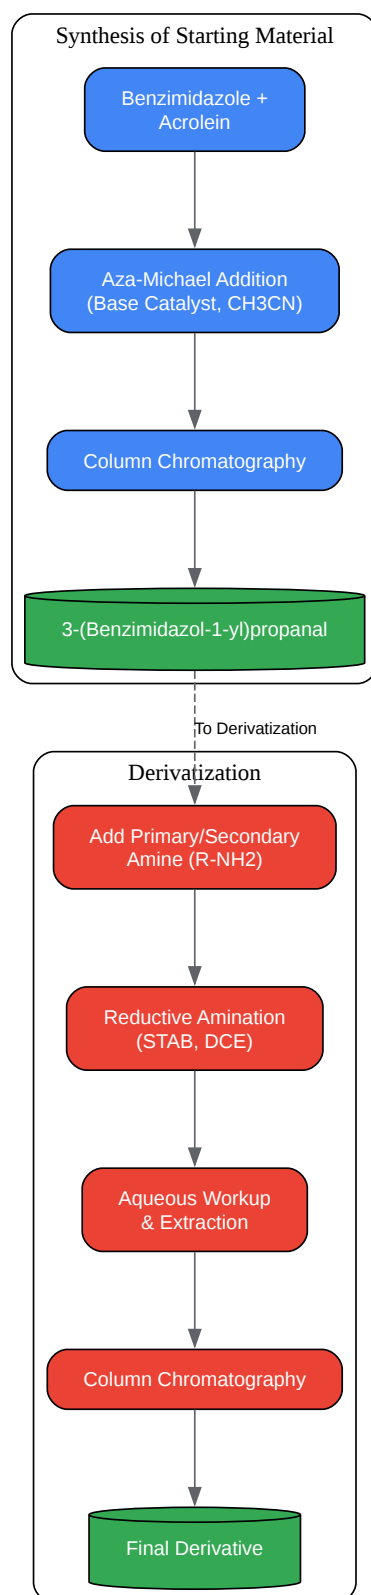 Synthesis of Starting Material
Benzimidazole +
Acrolein
Aza-Michael Addition
(Base Catalyst, CH3CN)
Column Chromatography
3-(Benzimidazol-1-yl)propanal
To Derivatization
Derivatization
Add Primary/Secondary
Amine (R-NH2)
Reductive Amination
(STAB, DCE)
Aqueous Workup
& Extraction
Column Chromatography
Final Derivative